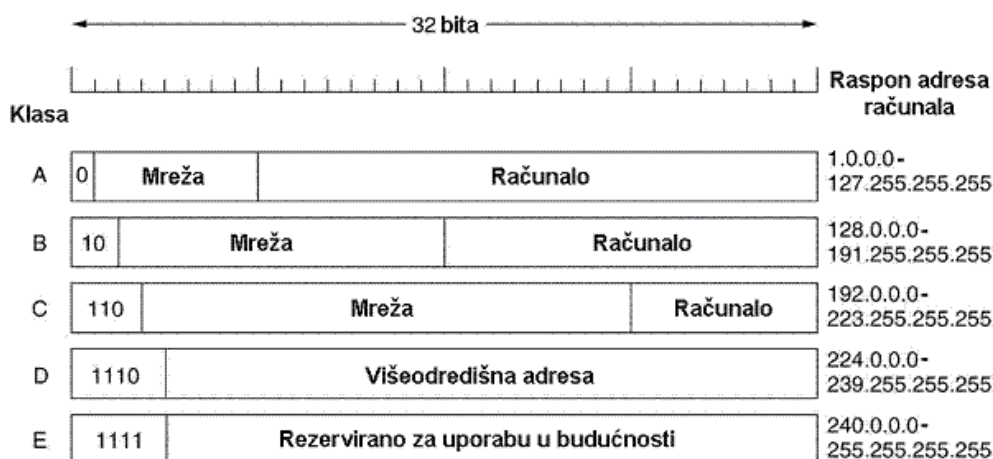 32 bita
Raspon adresa
računala
Klasa
A 0 Mreža Računalo 1.0.0.0-
127.255.255.255
B 10 Mreža Računalo 128.0.0.0-
191.255.255.255
C 110 Mreža Računalo 192.0.0.0-
223.255.255.255
D 1110 Višeodredišna adresa 224.0.0.0-
239.255.255.255
E 1111 Rezervirano za uporabu u budućnosti 240.0.0.0-
255.255.255.255